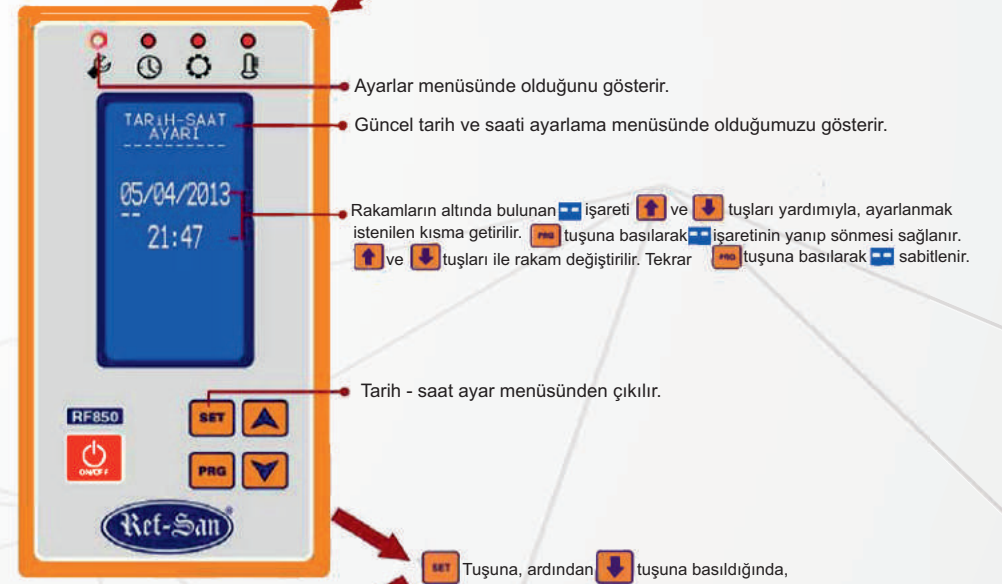 Ayarlar menüsünde olduğunu gösterir.
TARiH-SAAT
AYARI
Güncel tarih ve saati ayarlama menüsünde olduğumuzu gösterir.
05/04/2013
21:47
Rakamların altında bulunan işareti ve tuşları yardımıyla, ayarlanmak
istenilen kısma getirilir. PRG tuşuna basılarak işaretinin yanıp sönmesi sağlanır.
ve tuşları ile rakam değiştirilir. Tekrar PRG tuşuna basılarak sabitlenir.
Tarih - saat ayar menüsünden çıkılır.
RF850
SET
ON/OFF
PRG
Ref-San®
SET Tuşuna, ardından tuşuna basıldığında,